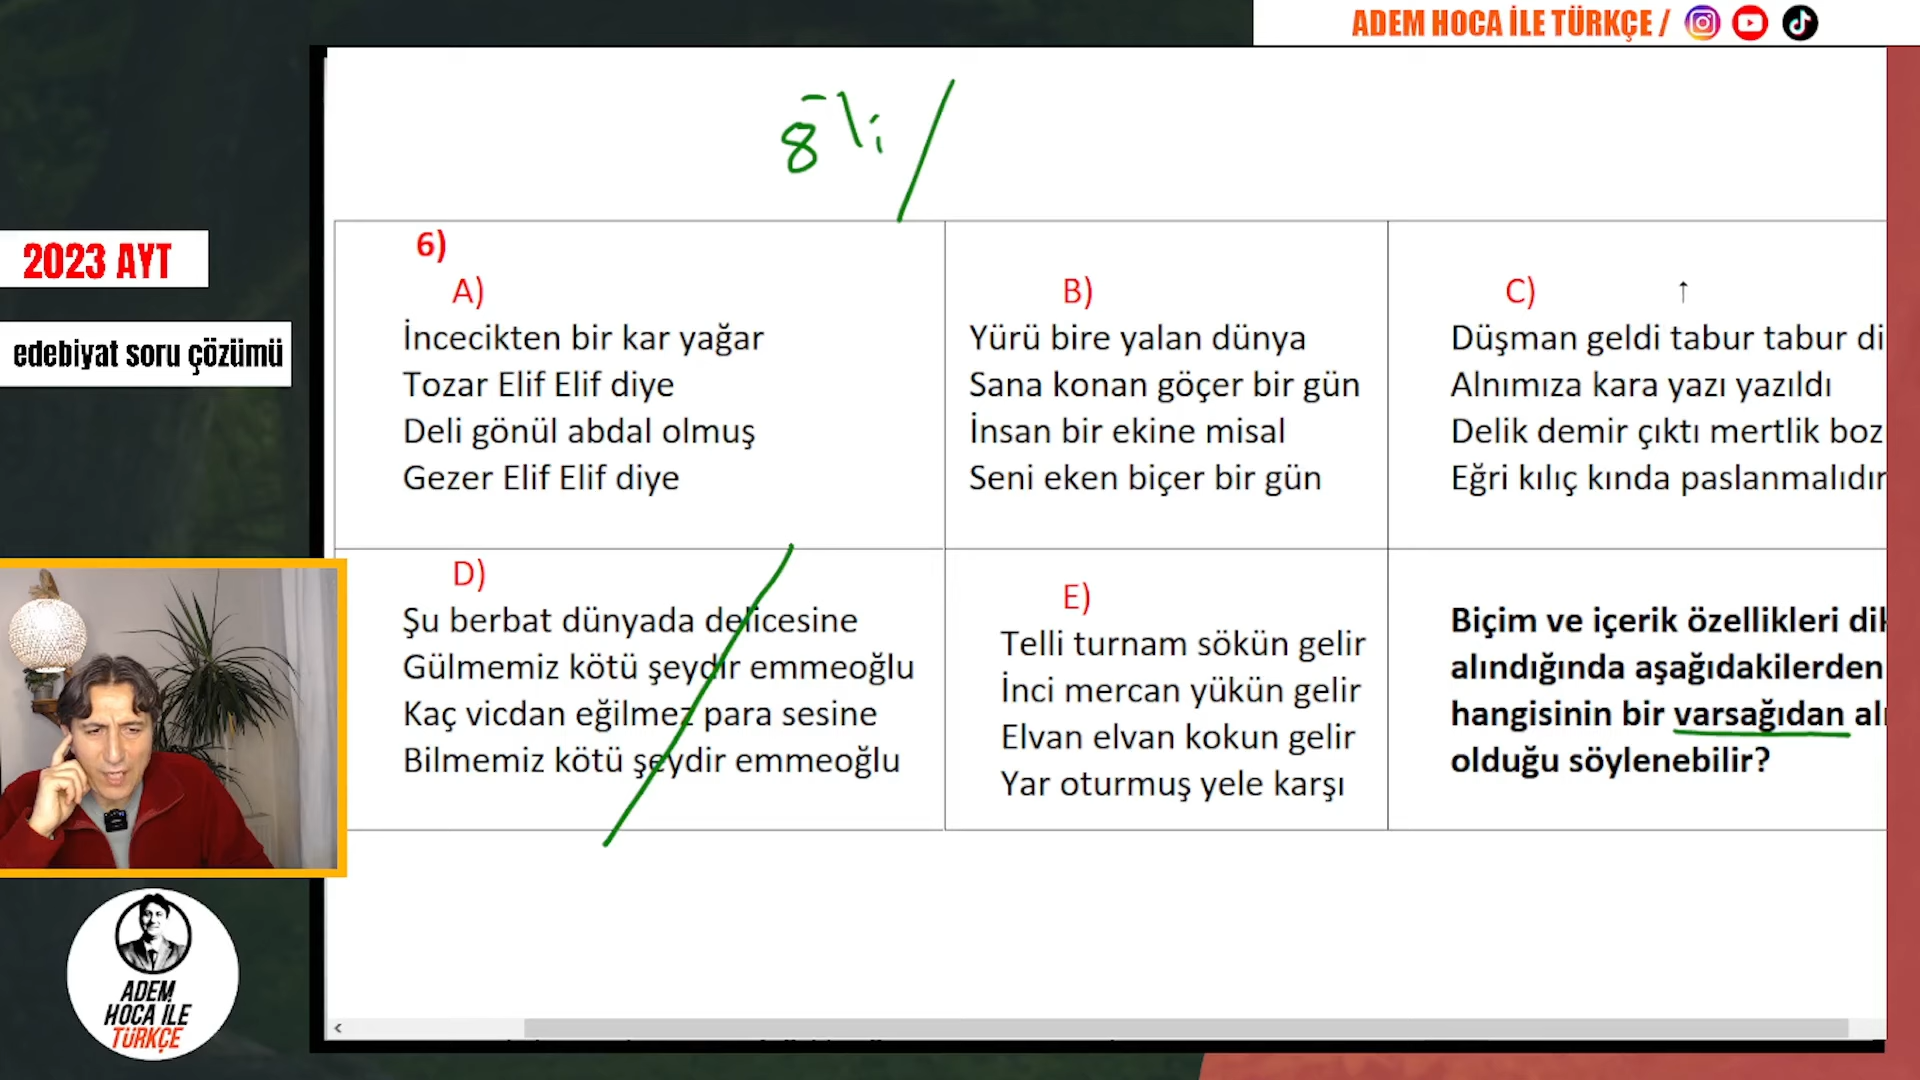 ADEM HOCA İLE TÜRKÇE /
8'li /
2023 AYT
edebiyat soru çözümü
6)
A)
İncecikten bir kar yağar
Tozar Elif Elif diye
Deli gönül abdal olmuş
Gezer Elif Elif diye
B)
Yürü bire yalan dünya
Sana konan göçer bir gün
İnsan bir ekine misal
Seni eken biçer bir gün
C) ↑
Düşman geldi tabur tabur di
Alnımıza kara yazı yazıldı
Delik demir çıktı mertlik boz
Eğri kılıç kında paslanmalıdır
D)
Şu berbat dünyada delicesine
Gülmemiz kötü şeydir emmeoğlu
Kaç vicdan eğilmez para sesine
Bilmemiz kötü şeydir emmeoğlu
E)
Telli turnam sökün gelir
İnci mercan yükün gelir
Elvan elvan kokun gelir
Yar oturmuş yele karşı
Biçim ve içerik özellikleri dik
alındığında aşağıdakilerden
hangisinin bir varsağıdan alı
olduğu söylenebilir?
ADEM
HOCA İLE
TÜRKÇE